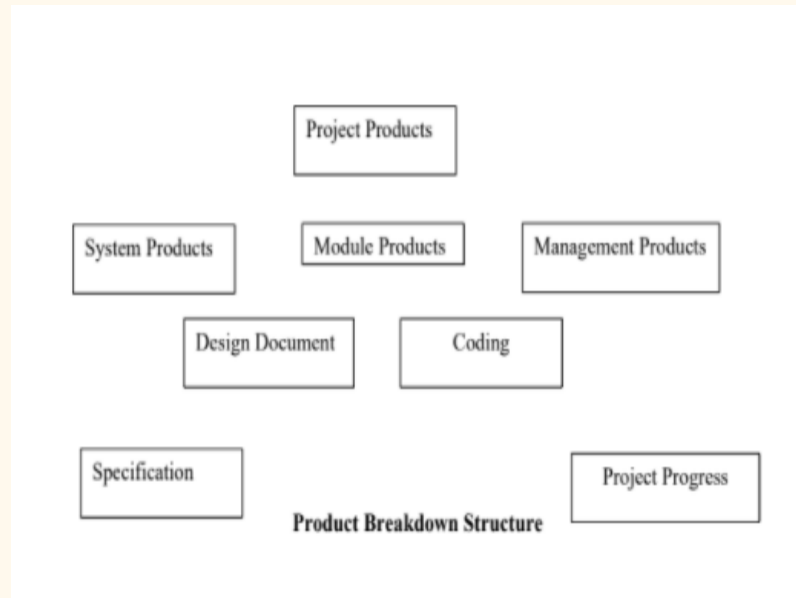 Project Products
System Products
Module Products
Management Products
Design Document
Coding
Specification
Project Progress
Product Breakdown Structure